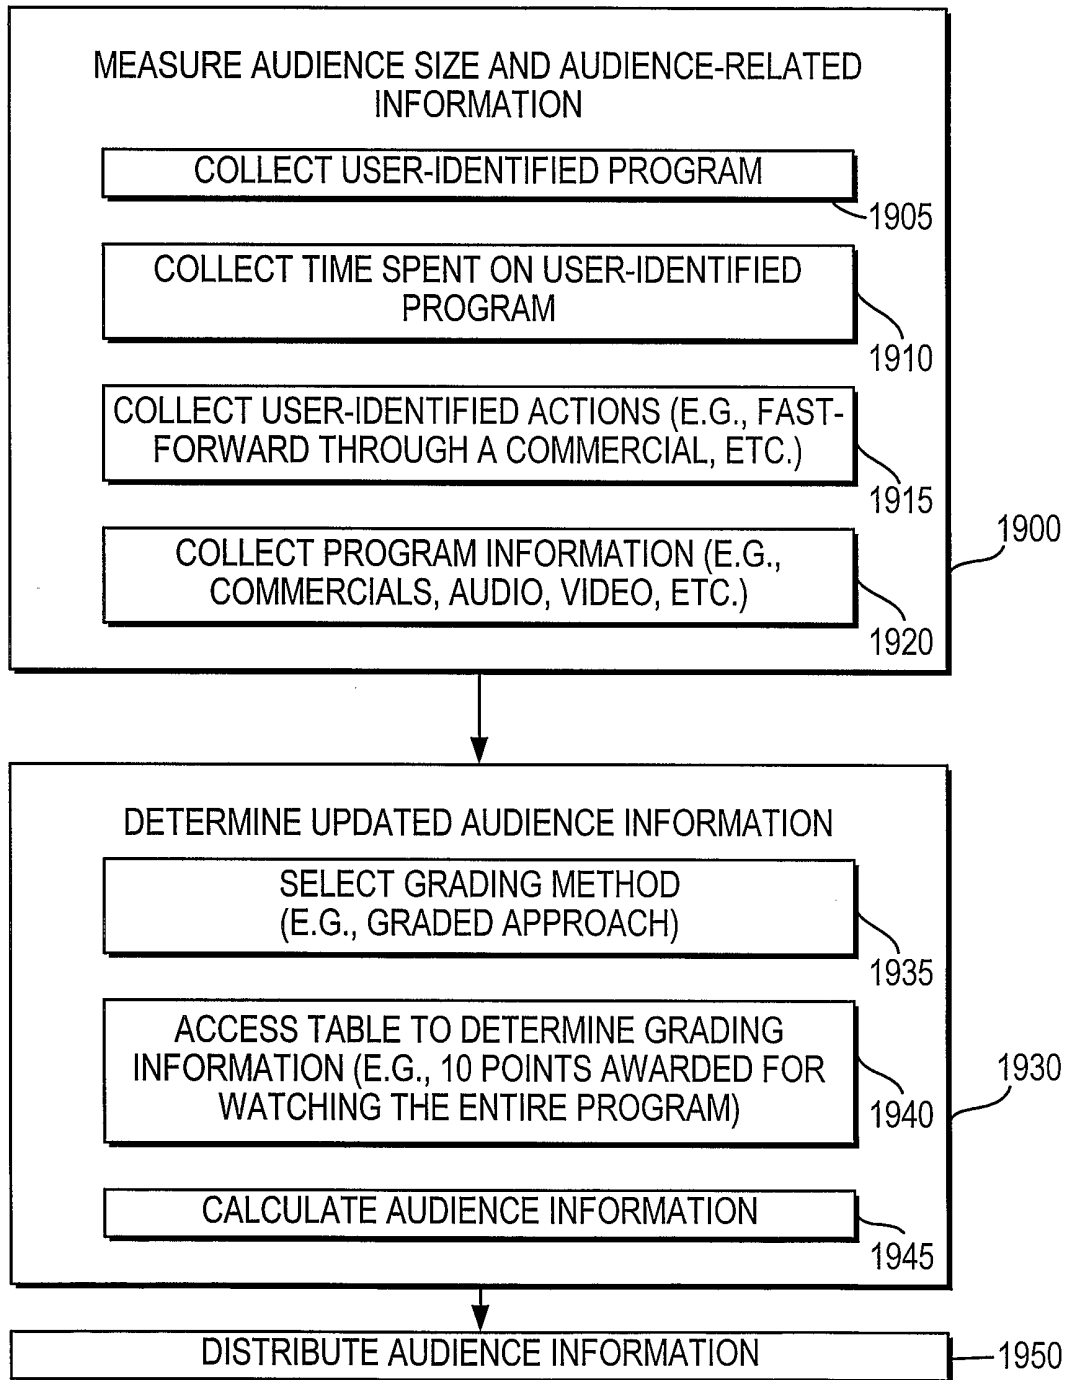 MEASURE AUDIENCE SIZE AND AUDIENCE-RELATED
INFORMATION
COLLECT USER-IDENTIFIED PROGRAM
1905
COLLECT TIME SPENT ON USER-IDENTIFIED
PROGRAM
1910
COLLECT USER-IDENTIFIED ACTIONS (E.G., FAST-
FORWARD THROUGH A COMMERCIAL, ETC.)
1915
1900
COLLECT PROGRAM INFORMATION (E.G.,
COMMERCIALS, AUDIO, VIDEO, ETC.)
1920
DETERMINE UPDATED AUDIENCE INFORMATION
SELECT GRADING METHOD
(E.G., GRADED APPROACH)
1935
ACCESS TABLE TO DETERMINE GRADING
INFORMATION (E.G., 10 POINTS AWARDED FOR
WATCHING THE ENTIRE PROGRAM)
1940
1930
CALCULATE AUDIENCE INFORMATION
1945
DISTRIBUTE AUDIENCE INFORMATION
1950